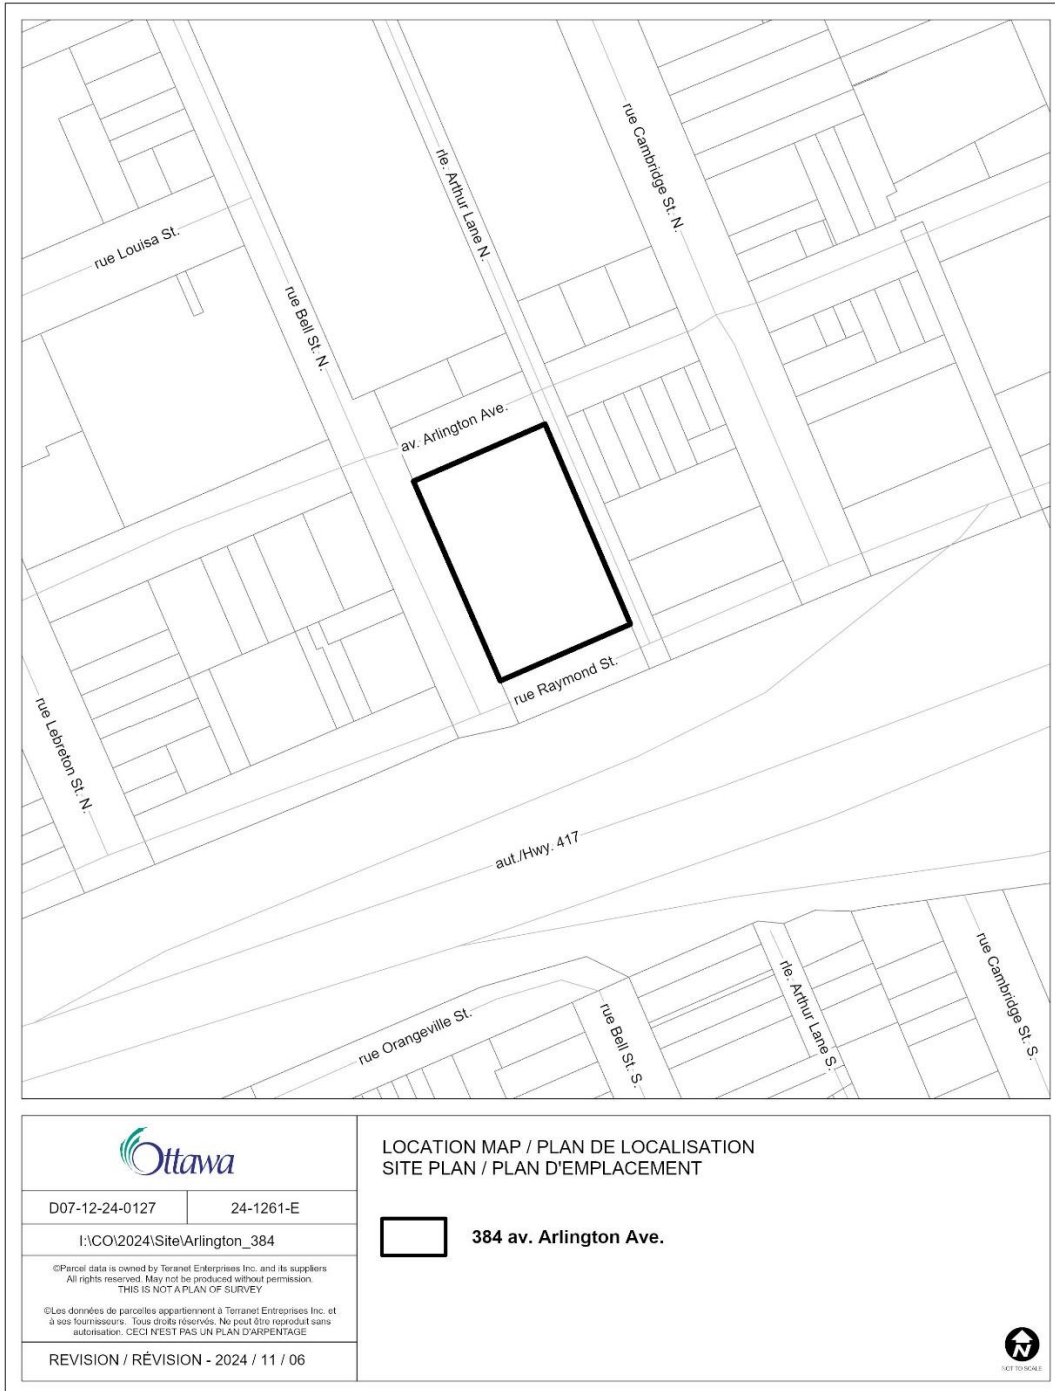 rue Cambridge St. N.
rle. Arthur Lane N.
rue Louisa St.
rue Bell St. N.
av. Arlington Ave.
rue Raymond St.
rue Lebreton St. N.
aut./Hwy. 417
rue Orangeville St.
rue Bell St. S.
rle. Arthur Lane S.
rue Cambridge St. S.
Ottawa
D07-12-24-0127
24-1261-E
I:\CO\2024\Site\Arlington_384
©Parcel data is owned by Teranet Enterprises Inc. and its suppliers
All rights reserved. May not be produced without permission.
THIS IS NOT A PLAN OF SURVEY
©Les données de parcelles appartiennent à Terranet Entreprises Inc. et
à ses fournisseurs. Tous droits réservés. Ne peut être reproduit sans
autorisation. CECI N'EST PAS UN PLAN D'ARPENTAGE
REVISION / RÉVISION - 2024 / 11 / 06
LOCATION MAP / PLAN DE LOCALISATION
SITE PLAN / PLAN D'EMPLACEMENT
384 av. Arlington Ave.
N
NOT TO SCALE